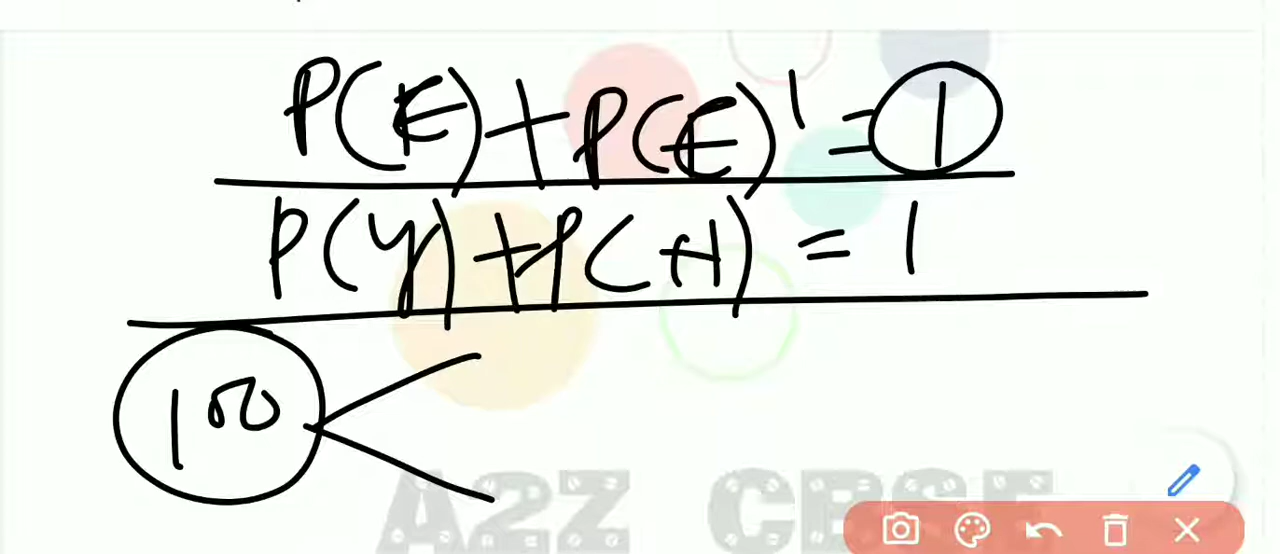 P(E) + P(E)' = 1
P(y) + P(H) = 1
100
A2Z CBSE